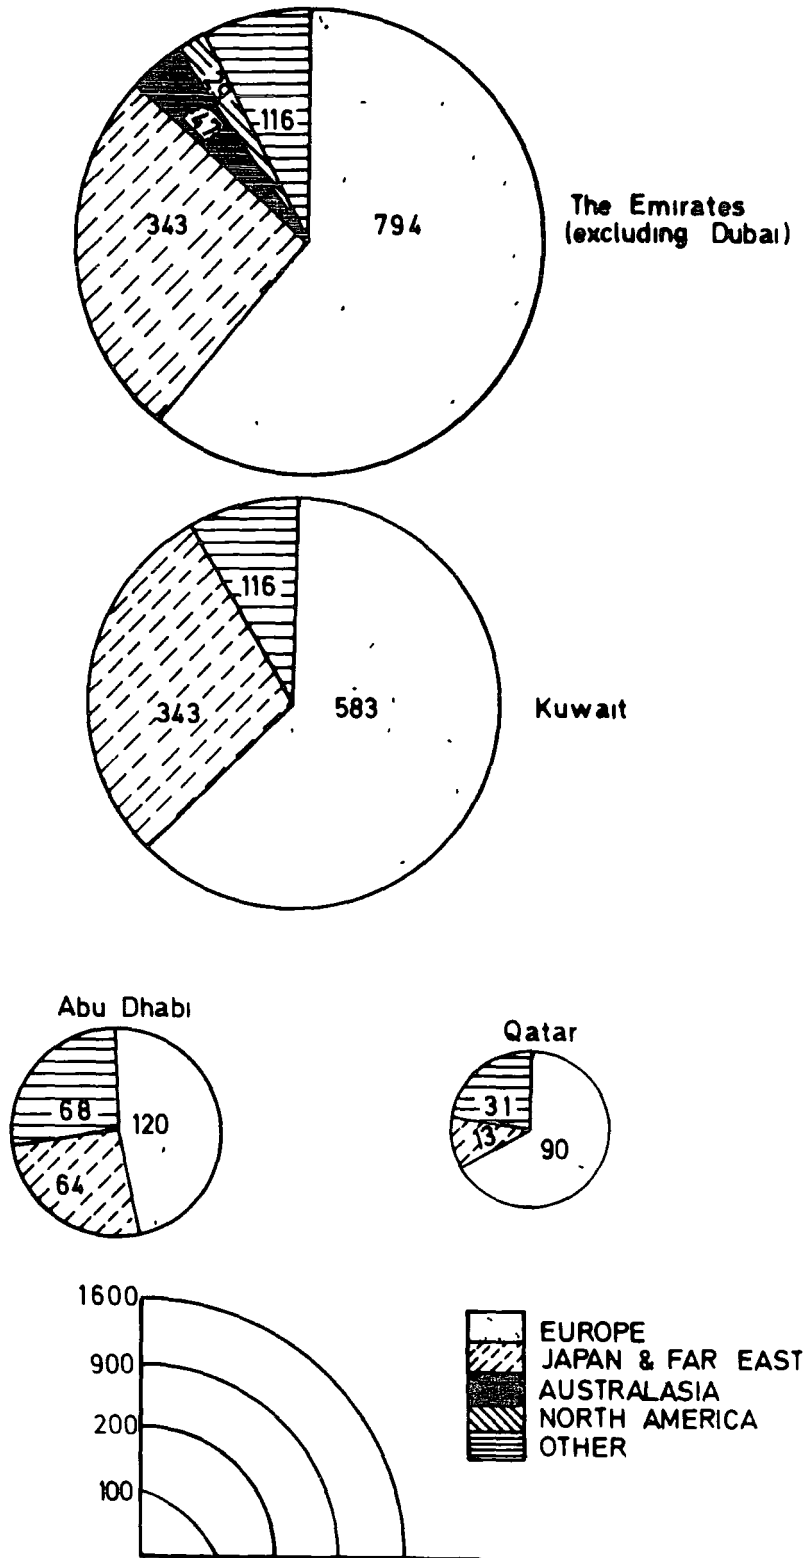 116
47
343
794
The Emirates
(excluding Dubai)
116
343
583
Kuwait
Abu Dhabi
68
120
64
Qatar
31
13
90
1600
900
200
100
EUROPE
JAPAN & FAR EAST
AUSTRALASIA
NORTH AMERICA
OTHER